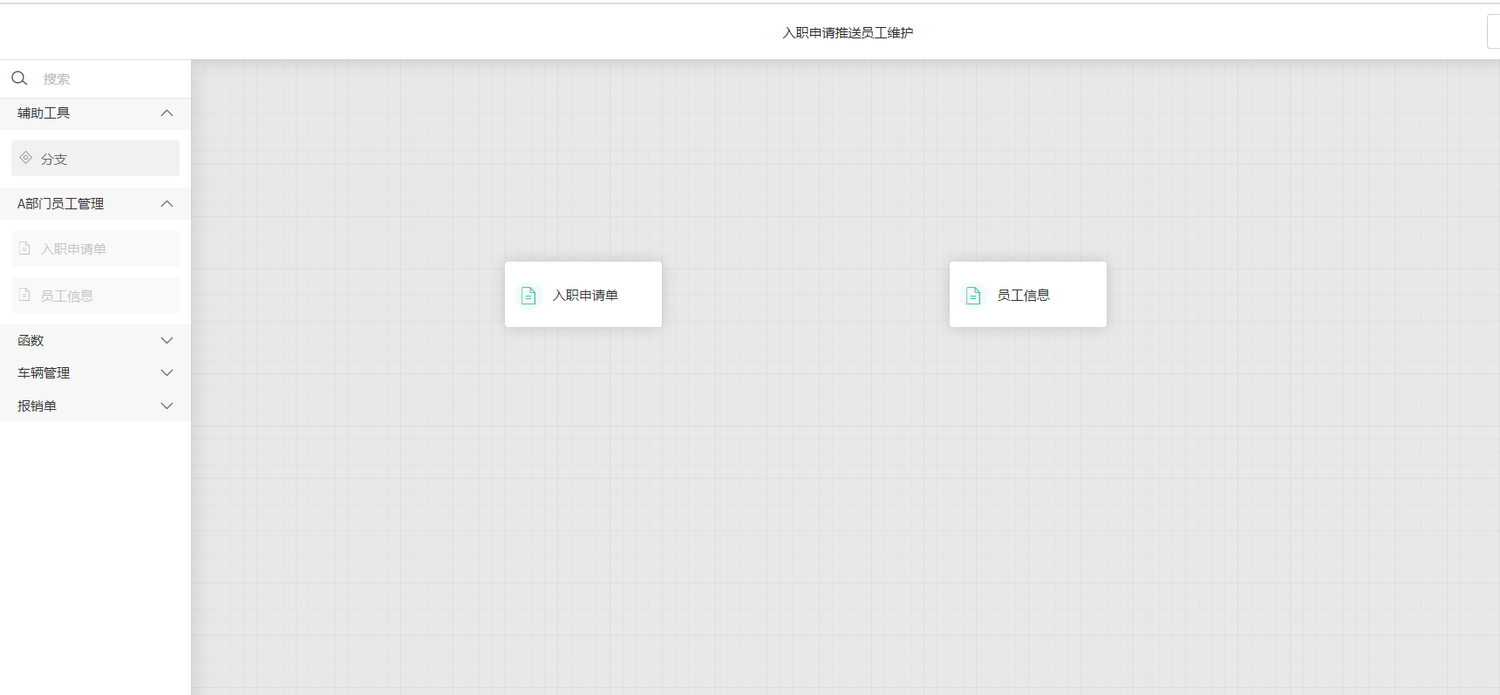 入职申请推送员工维护
搜索
辅助工具
分支
A部门员工管理
入职申请单
员工信息
函数
车辆管理
报销单
入职申请单
员工信息